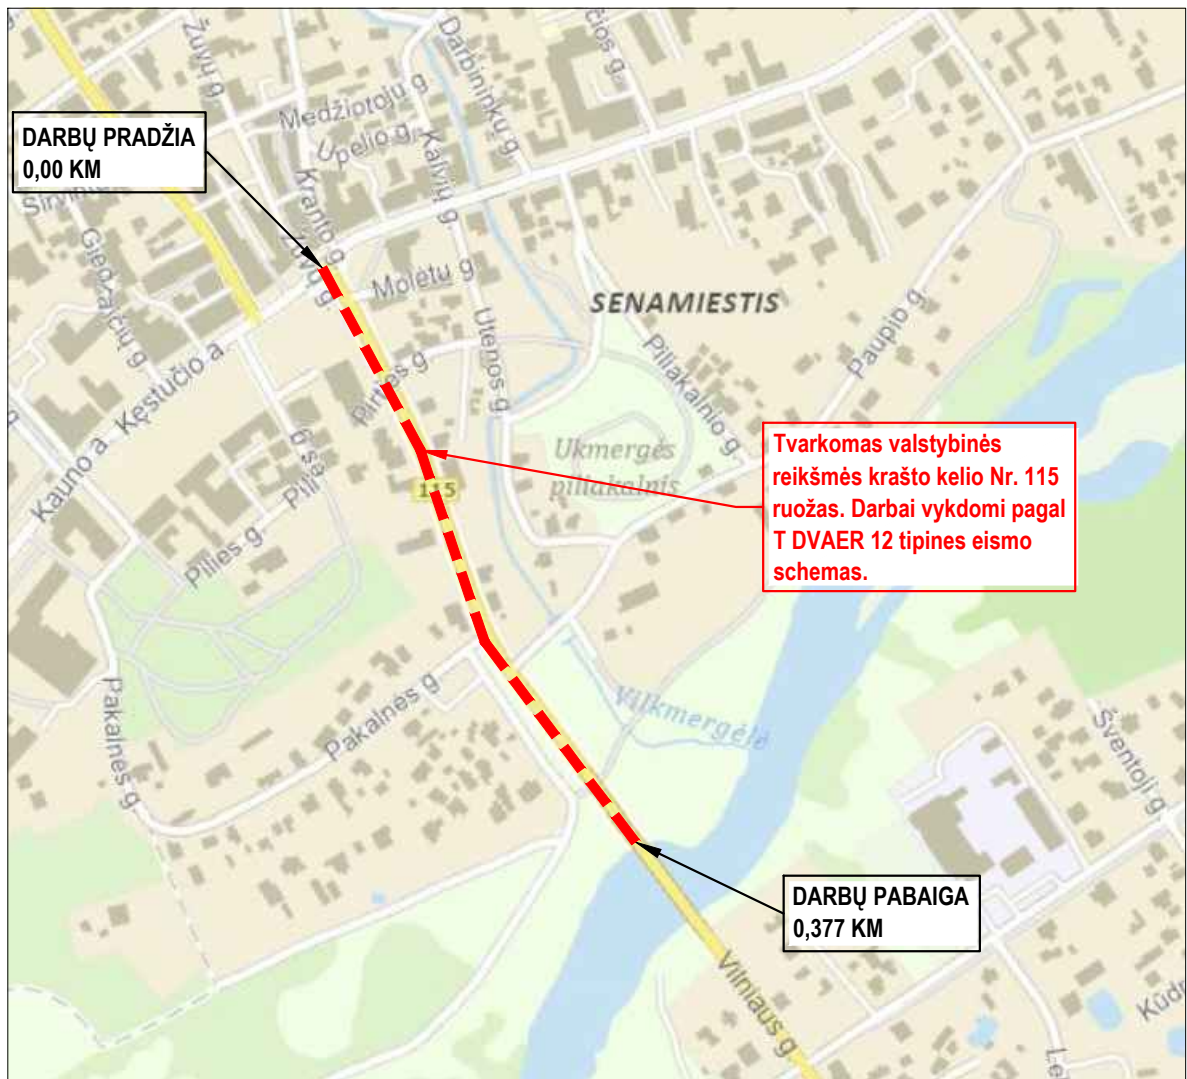 Žuvų g.
Darbininkų g.
Medžiotojų g.
Upelio g.
Kalvių g.
DARBŲ PRADŽIA
0,00 KM
Kranto g.
Giedraičių g.
Molėtų g.
SENAMIESTIS
Utenos g.
Piliakalnio g.
Paupio g.
Kęstučio a.
Kauno a.
Pirties g.
Ukmergės
piliakalnis
115
Tvarkomas valstybinės
reikšmės krašto kelio Nr. 115
ruožas. Darbai vykdomi pagal
T DVAER 12 tipines eismo
schemas.
Pilies g.
Pilies g.
Vilkmergėlė
Pakalnės g.
Pakalnės g.
Šventoji g.
DARBŲ PABAIGA
0,377 KM
Vilniaus g.